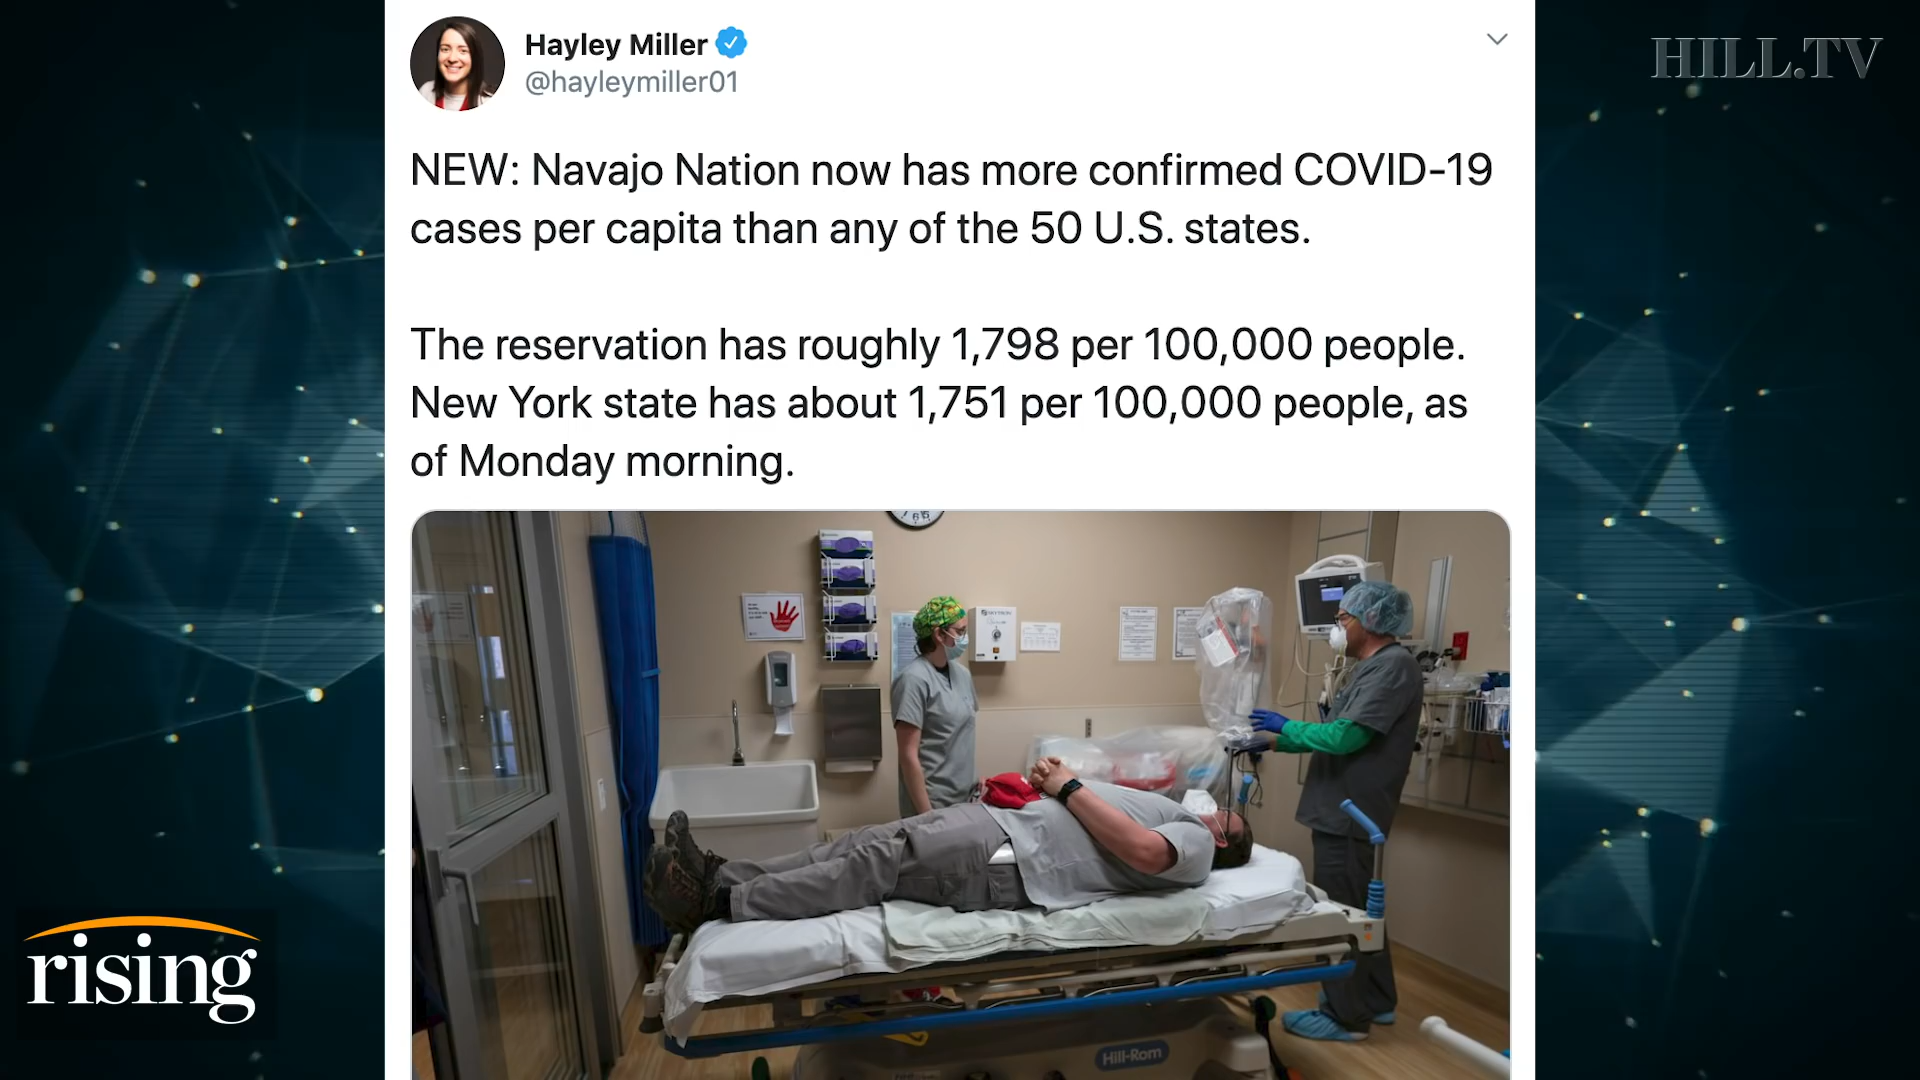 Hayley Miller
@hayleymiller01
HILL.TV
NEW: Navajo Nation now has more confirmed COVID-19
cases per capita than any of the 50 U.S. states.
The reservation has roughly 1,798 per 100,000 people.
New York state has about 1,751 per 100,000 people, as
of Monday morning.
6 5
rising
Hill-Rom